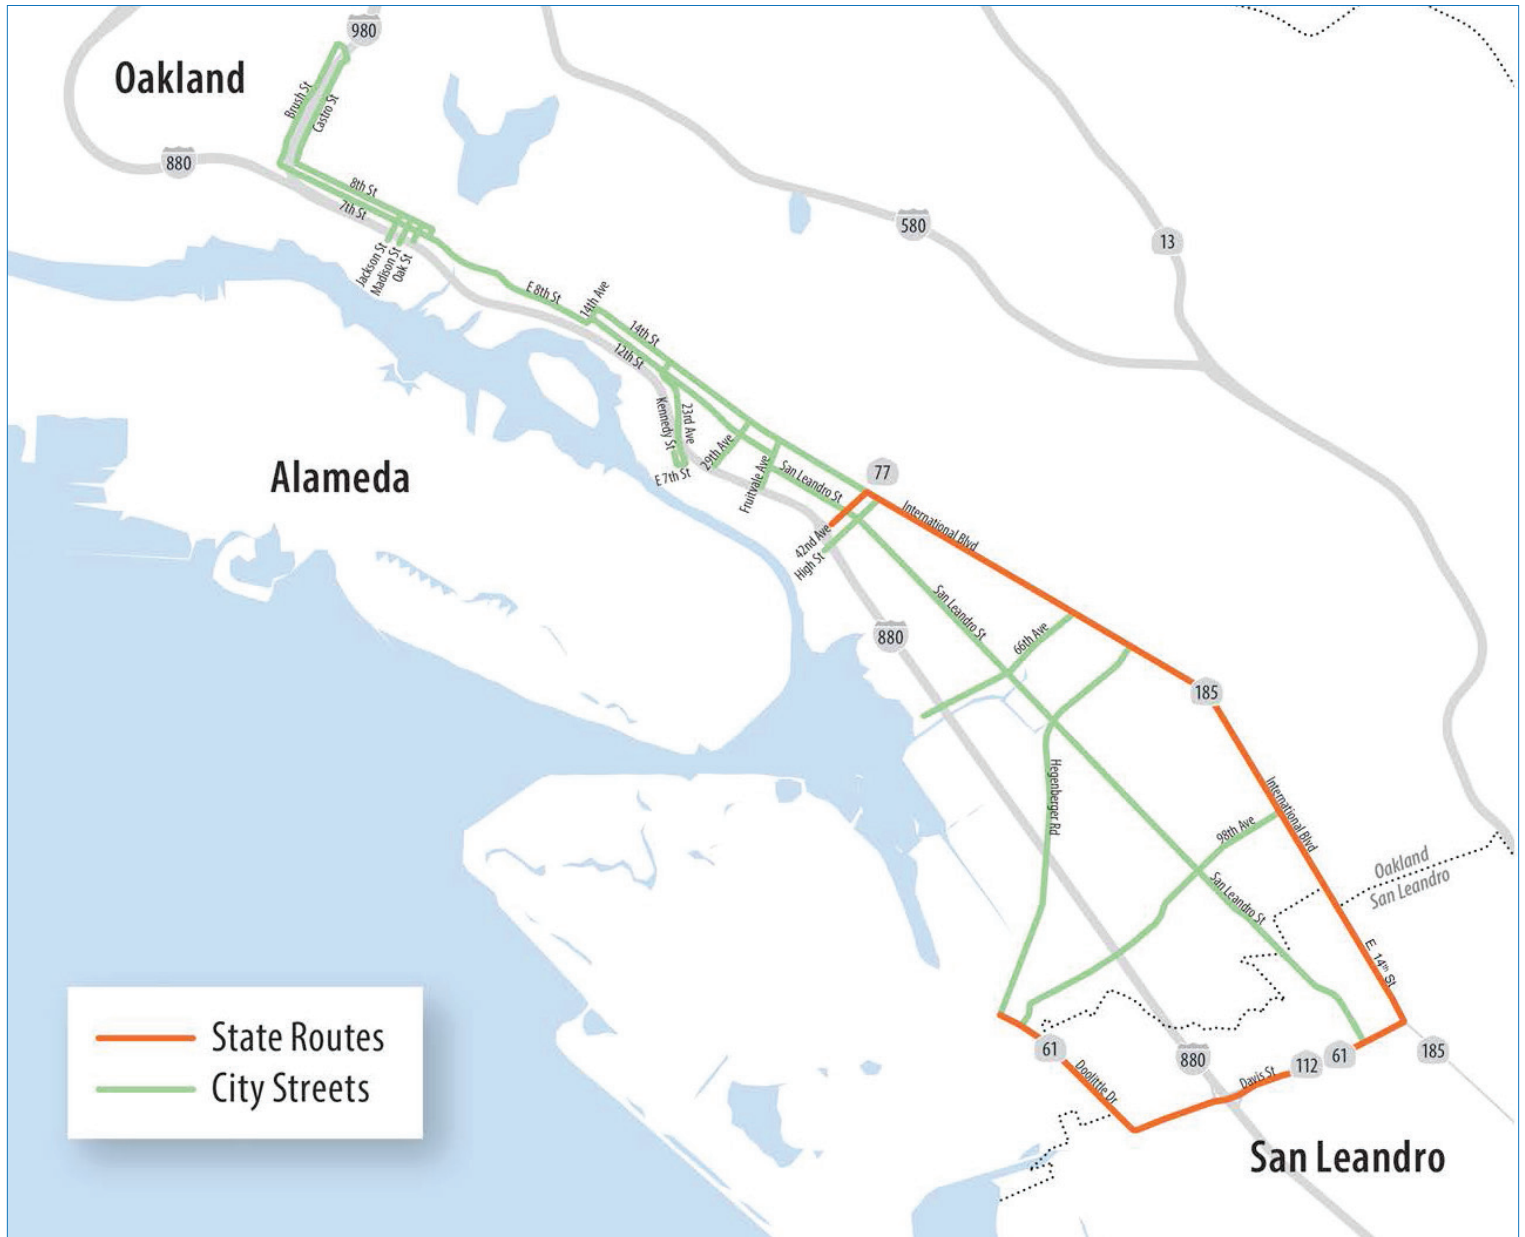 980
Oakland
Brush St
Castro St
880
8th St
7th St
580
13
Jackson St
Madison St
Oak St
E 8th St
14th Ave
14th St
12th St
Kennedy St
23rd Ave
29th Ave
E 7th St
Fruitvale Ave
San Leandro St
77
Alameda
International Blvd
42nd Ave
High St
San Leandro St
66th Ave
880
185
Hegenberger Rd
International Blvd
98th Ave
Oakland
San Leandro
San Leandro St
E. 14th St
State Routes
City Streets
61
Doolittle Dr
880
Davis St
112
61
185
San Leandro